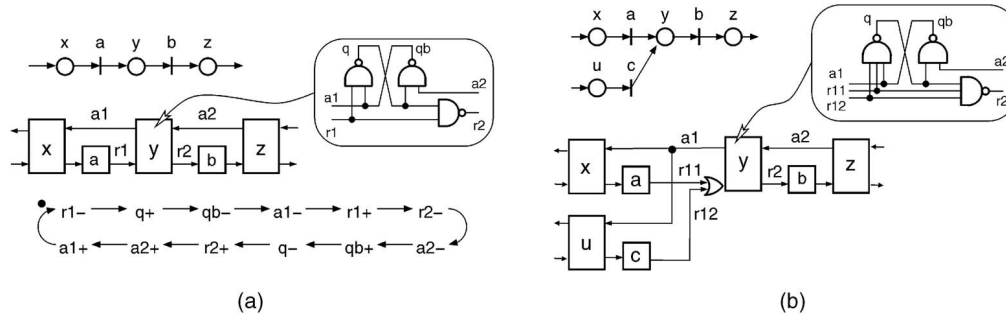 x a y b z
q qb
a1
r1
a2
r2
a1 a2
x a r1 y r2 b z
r1− q+ qb− a1− r1+ r2−
a1+ a2+ r2+ q− qb+ a2−
(a)
x a y b z
u c
q qb
a1
r11
r12
a2
r2
a1 a2
x a r11 y r2 b z
r12
u c
(b)